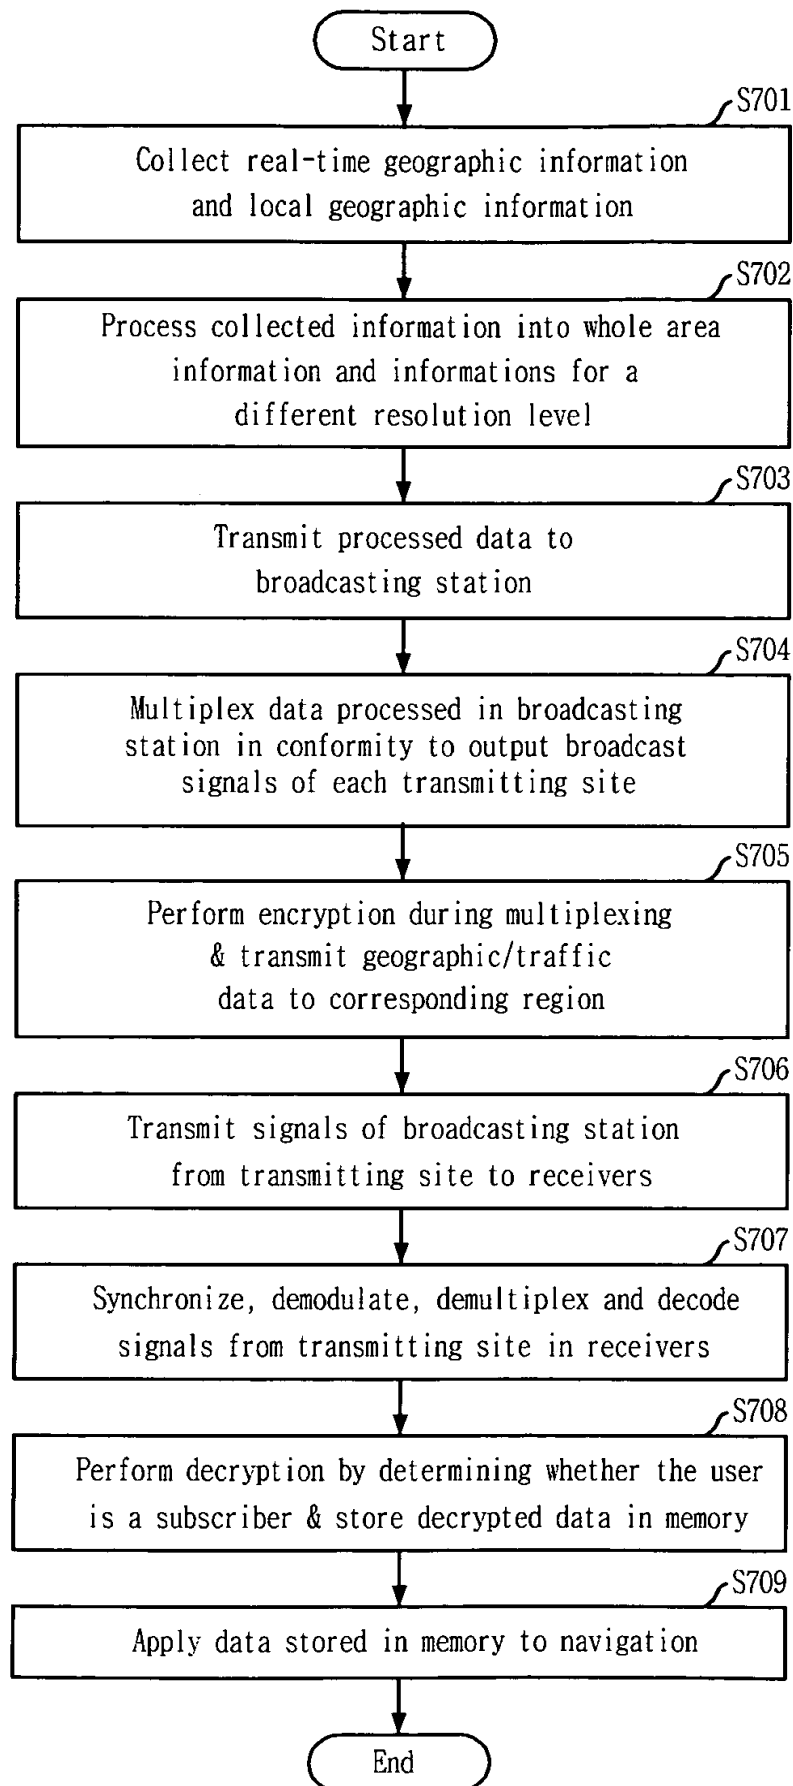 Start
S701
Collect real-time geographic information
and local geographic information
S702
Process collected information into whole area
information and informations for a
different resolution level
S703
Transmit processed data to
broadcasting station
S704
Multiplex data processed in broadcasting
station in conformity to output broadcast
signals of each transmitting site
S705
Perform encryption during multiplexing
& transmit geographic/traffic
data to corresponding region
S706
Transmit signals of broadcasting station
from transmitting site to receivers
S707
Synchronize, demodulate, demultiplex and decode
signals from transmitting site in receivers
S708
Perform decryption by determining whether the user
is a subscriber & store decrypted data in memory
S709
Apply data stored in memory to navigation
End